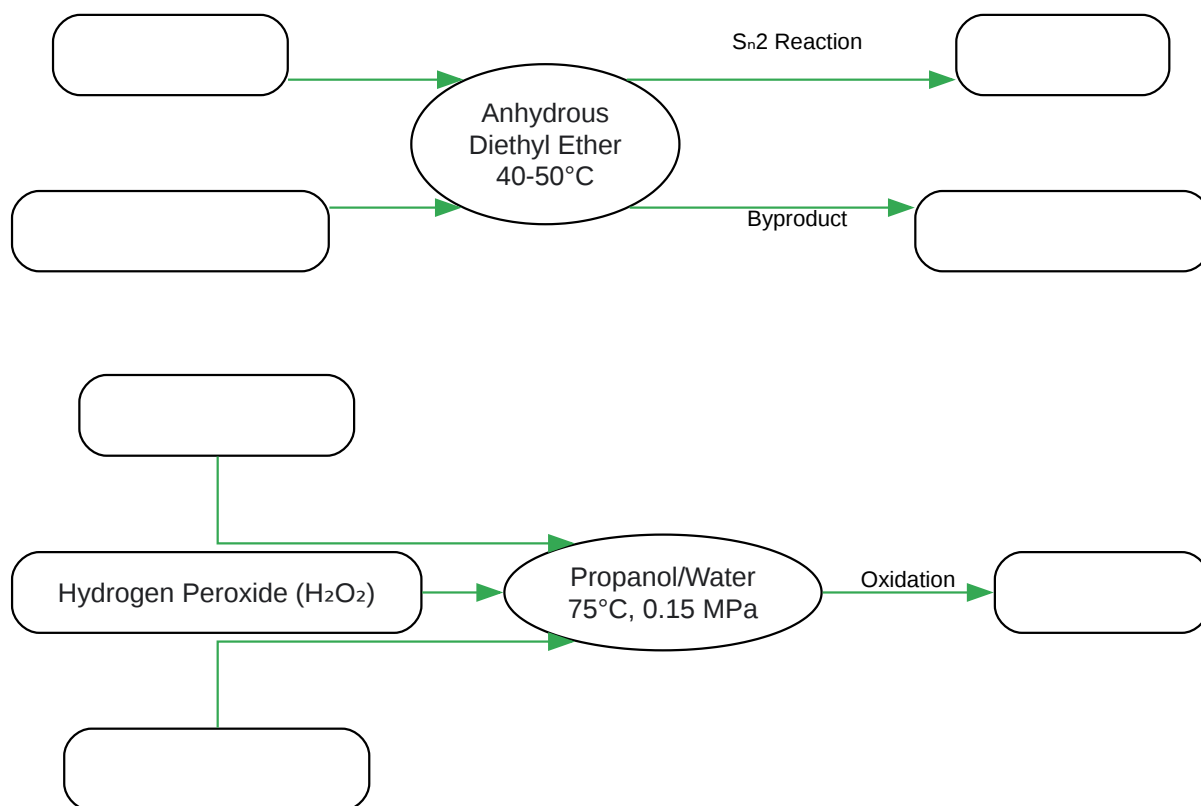 Sₙ2 Reaction
Anhydrous
Diethyl Ether
40-50°C
Byproduct
Hydrogen Peroxide (H₂O₂)
Propanol/Water
75°C, 0.15 MPa
Oxidation